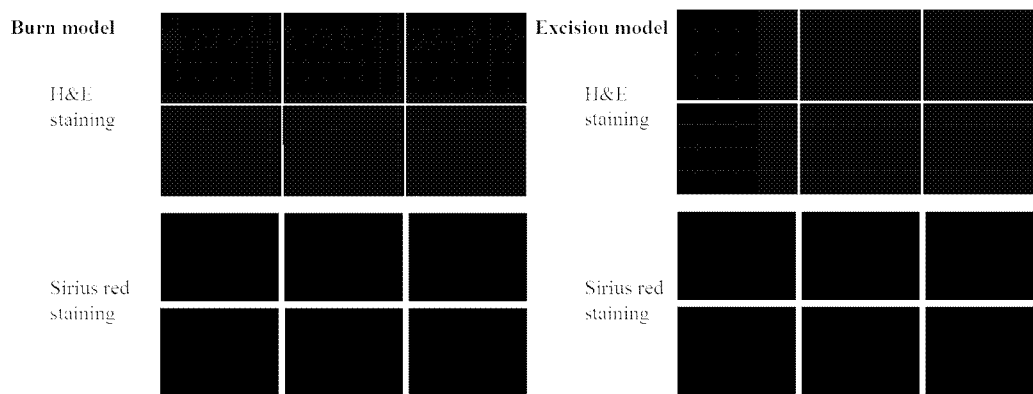 Burn model
H&E
staining
Sirius red
staining
Excision model
H&E
staining
Sirius red
staining